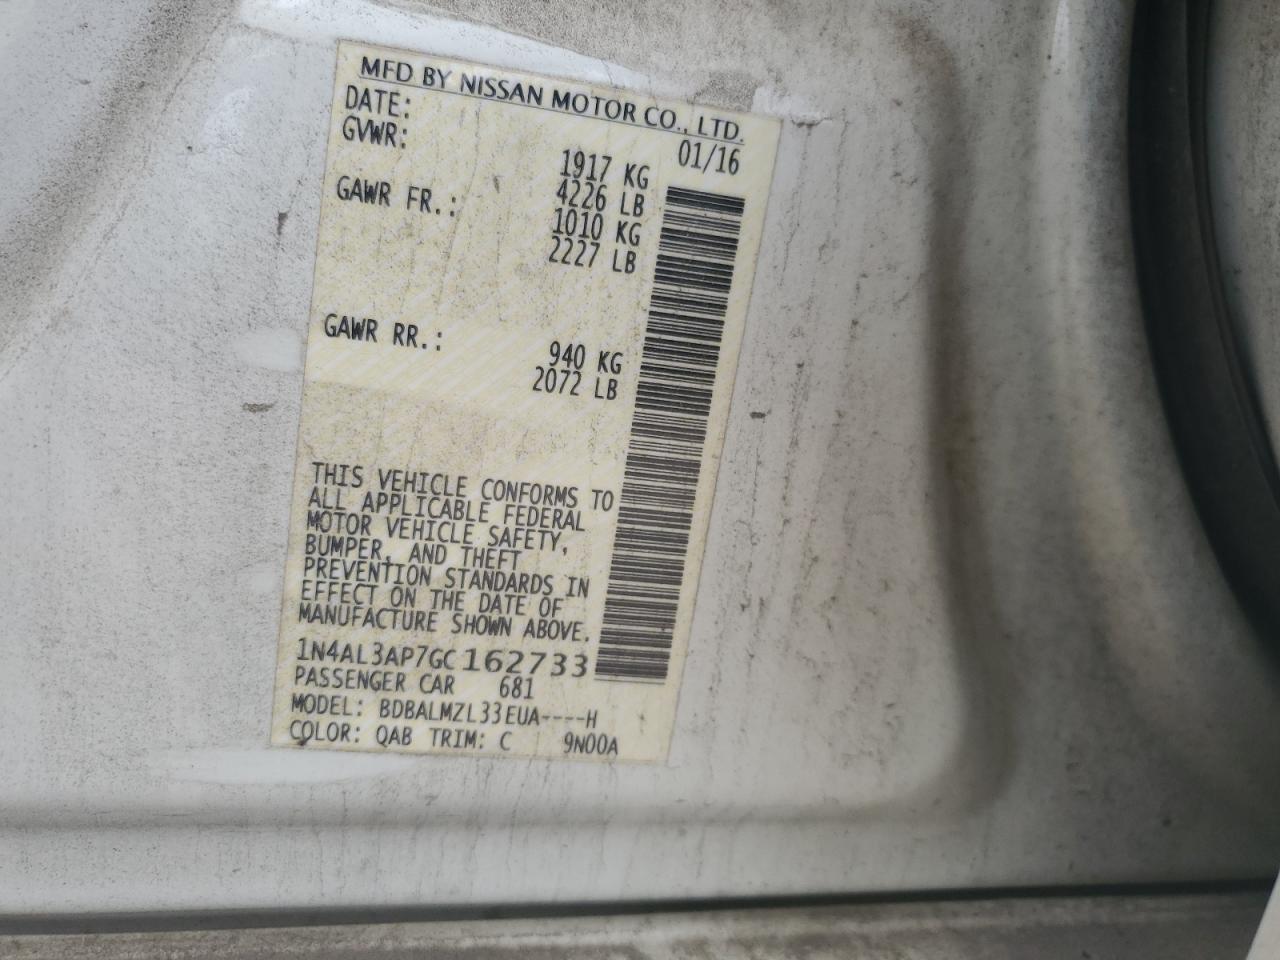 MFD BY NISSAN MOTOR CO., LTD.
DATE: 01/16
GVWR: 1917 KG
4226 LB
GAWR FR.: 1010 KG
2227 LB
GAWR RR.: 940 KG
2072 LB
THIS VEHICLE CONFORMS TO
ALL APPLICABLE FEDERAL
MOTOR VEHICLE SAFETY,
BUMPER, AND THEFT
PREVENTION STANDARDS IN
EFFECT ON THE DATE OF
MANUFACTURE SHOWN ABOVE.
1N4AL3AP7GC162733
PASSENGER CAR 681
MODEL: BDBALMZL33EUA----H
COLOR: QAB TRIM: C 9N00A